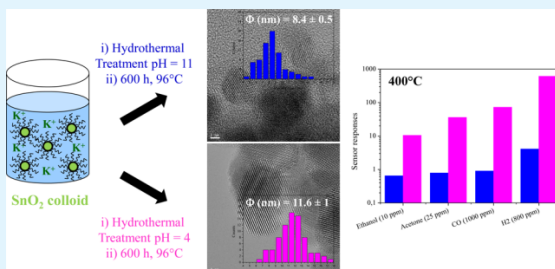 K⁺
K⁺
K⁺
K⁺
K⁺
SnO₂ colloid
i) Hydrothermal
Treatment pH = 11
ii) 600 h, 96°C
i) Hydrothermal
Treatment pH = 4
ii) 600 h, 96°C
Φ (nm) = 8.4 ± 0.5
Φ (nm) = 11.6 ± 1
400°C
Sensor responses
1000
100
10
1
0,1
Ethanol (10 ppm)
Acetone (25 ppm)
CO (1000 ppm)
H2 (800 ppm)